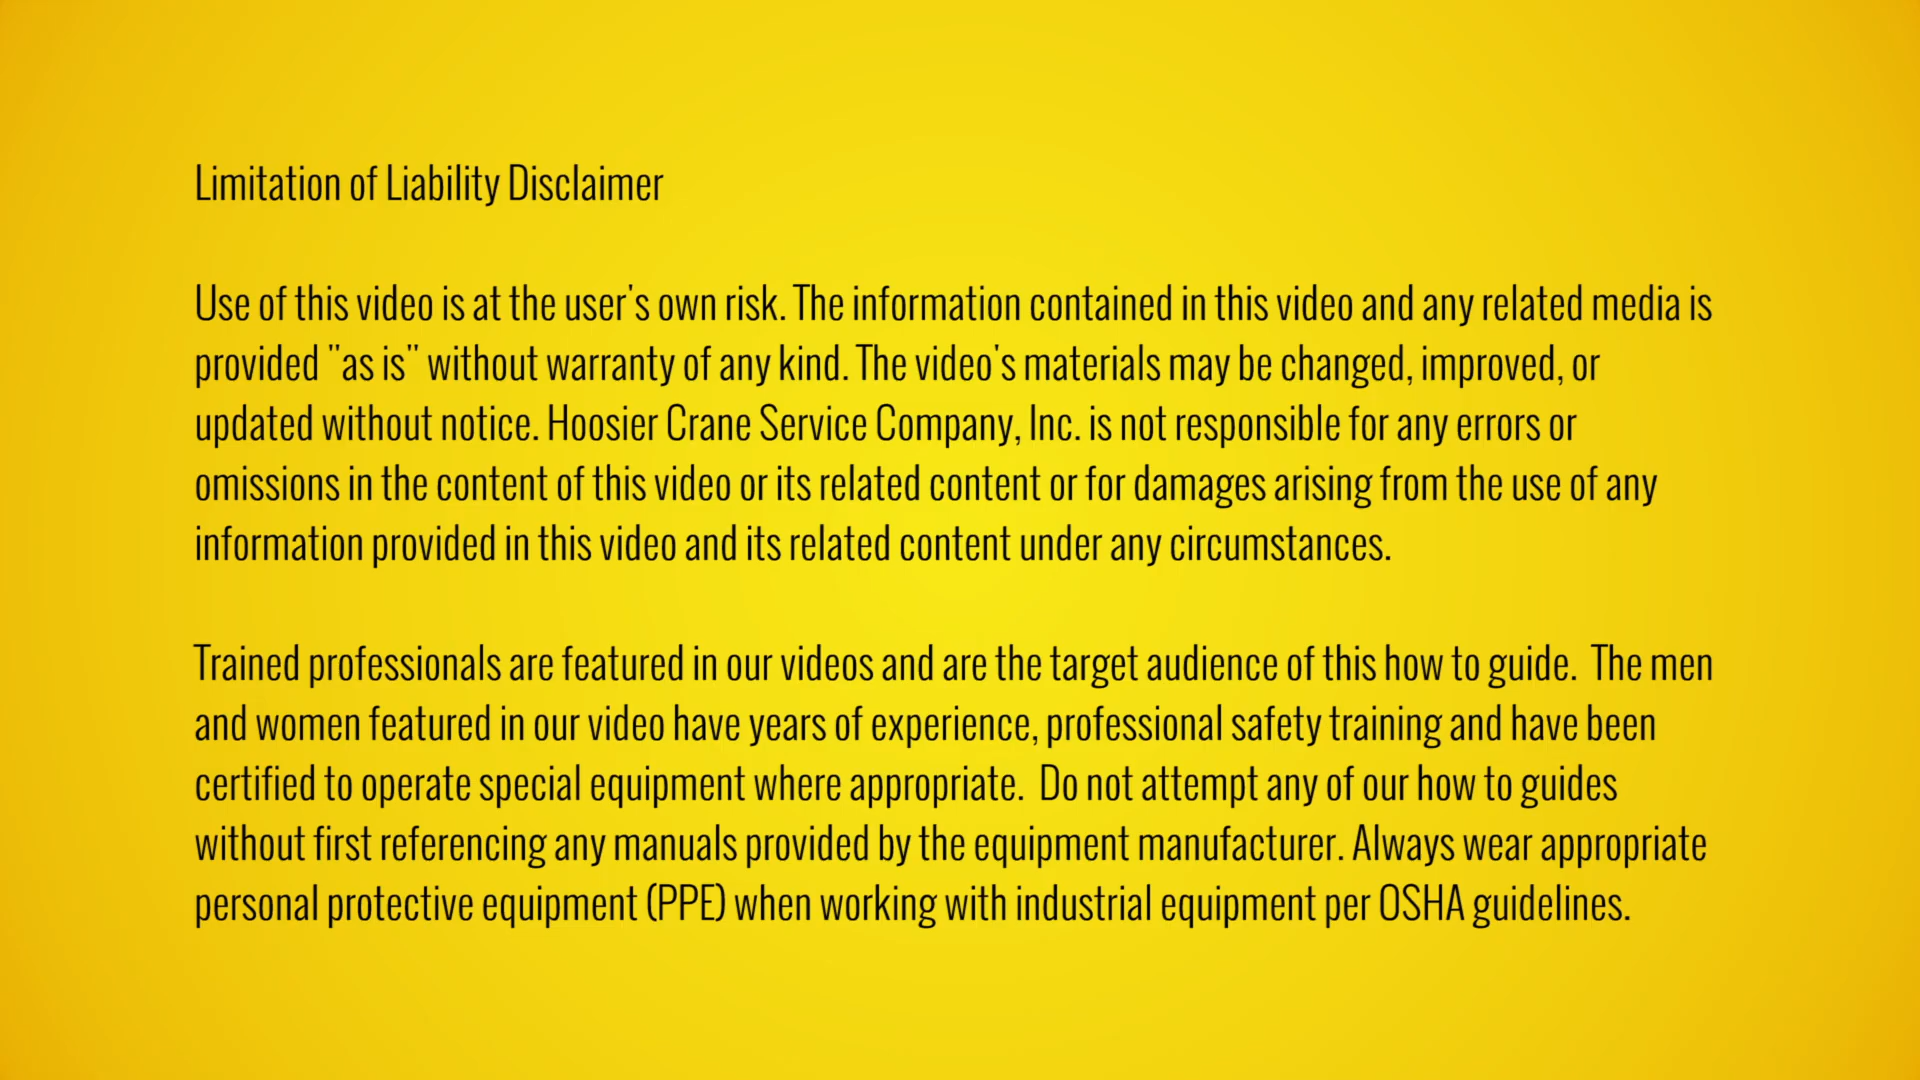 Limitation of Liability Disclaimer
Use of this video is at the user's own risk. The information contained in this video and any related media is
provided "as is" without warranty of any kind. The video's materials may be changed, improved, or
updated without notice. Hoosier Crane Service Company, Inc. is not responsible for any errors or
omissions in the content of this video or its related content or for damages arising from the use of any
information provided in this video and its related content under any circumstances.
Trained professionals are featured in our videos and are the target audience of this how to guide.  The men
and women featured in our video have years of experience, professional safety training and have been
certified to operate special equipment where appropriate.  Do not attempt any of our how to guides
without first referencing any manuals provided by the equipment manufacturer. Always wear appropriate
personal protective equipment (PPE) when working with industrial equipment per OSHA guidelines.